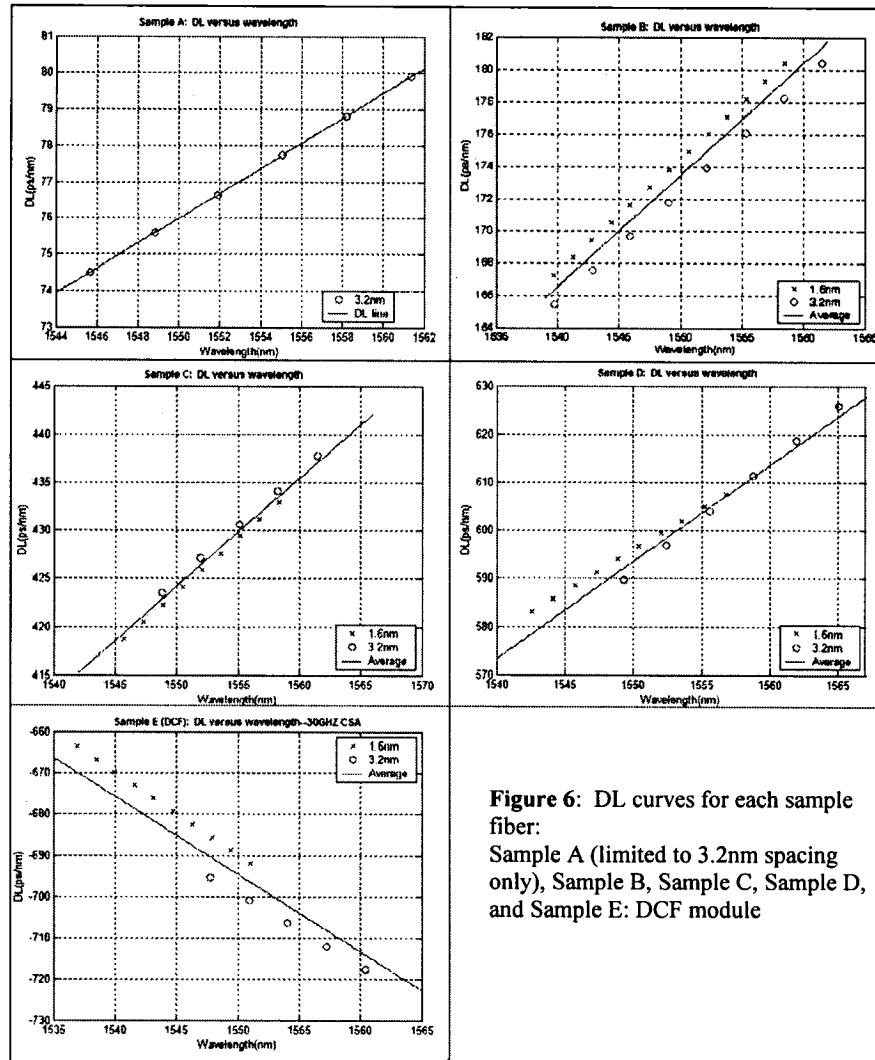 Sample A: DL versus wavelength
DL(ps/nm)
81
80
79
78
77
76
75
74
73
1544 1546 1548 1550 1552 1554 1556 1558 1560 1562
Wavelength(nm)
3.2nm
DL line
Sample B: DL versus wavelength
DL(ps/nm)
182
180
178
176
174
172
170
168
166
164
1535 1540 1545 1550 1555 1560 1565
Wavelength(nm)
1.6nm
3.2nm
Average
Sample C: DL versus wavelength
DL(ps/nm)
445
440
435
430
425
420
415
1540 1545 1550 1555 1560 1565 1570
Wavelength(nm)
1.6nm
3.2nm
Average
Sample D: DL versus wavelength
DL(ps/nm)
630
620
610
600
590
580
570
1540 1545 1550 1555 1560 1565
Wavelength(nm)
1.6nm
3.2nm
Average
Sample E (DCF): DL versus wavelength--30GHZ CSA
DL(ps/nm)
-660
-670
-680
-690
-700
-710
-720
-730
1535 1540 1545 1550 1555 1560 1565
Wavelength(nm)
1.6nm
3.2nm
Average
Figure 6: DL curves for each sample
fiber:
Sample A (limited to 3.2nm spacing
only), Sample B, Sample C, Sample D,
and Sample E: DCF module